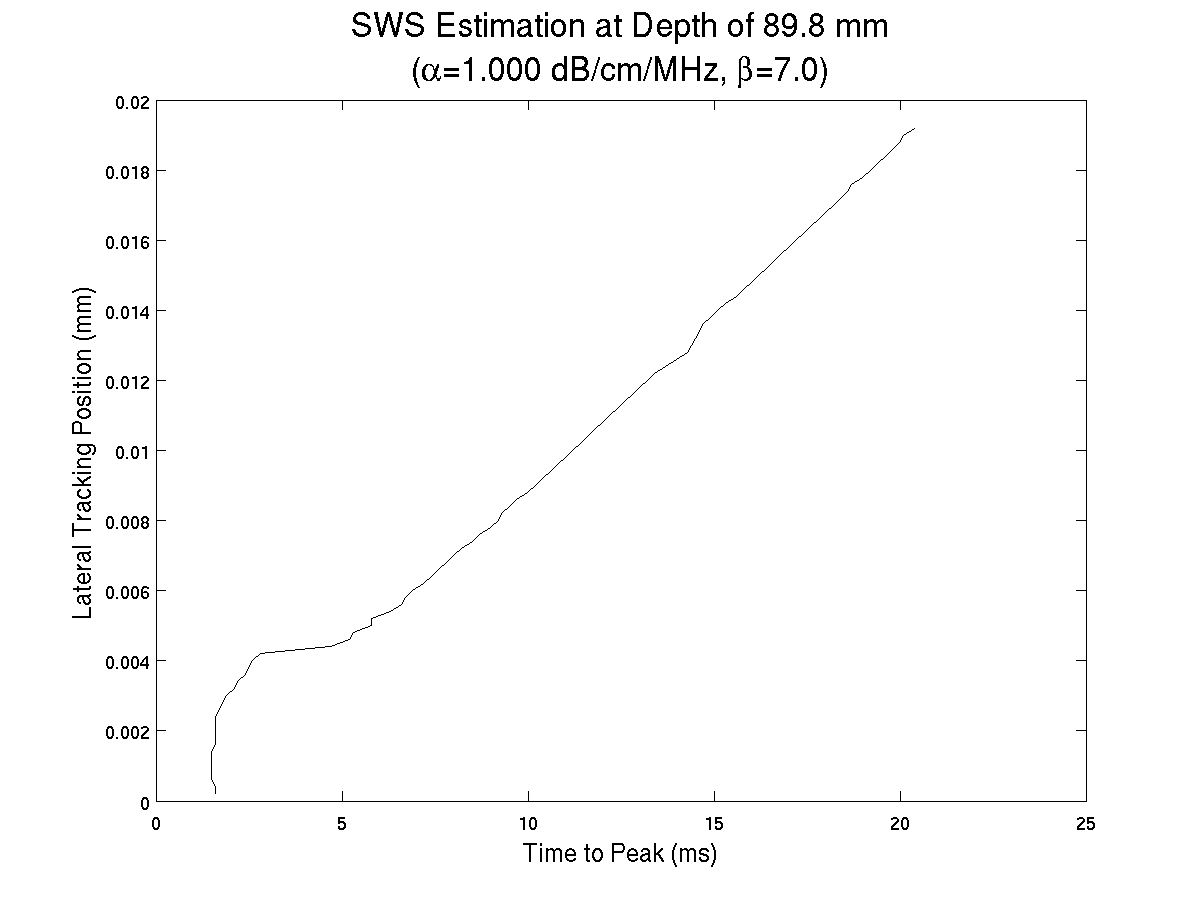 SWS Estimation at Depth of 89.8 mm
(α=1.000 dB/cm/MHz, β=7.0)
0.02
0.018
0.016
0.014
0.012
0.01
0.008
0.006
0.004
0.002
0
Lateral Tracking Position (mm)
0 5 10 15 20 25
Time to Peak (ms)